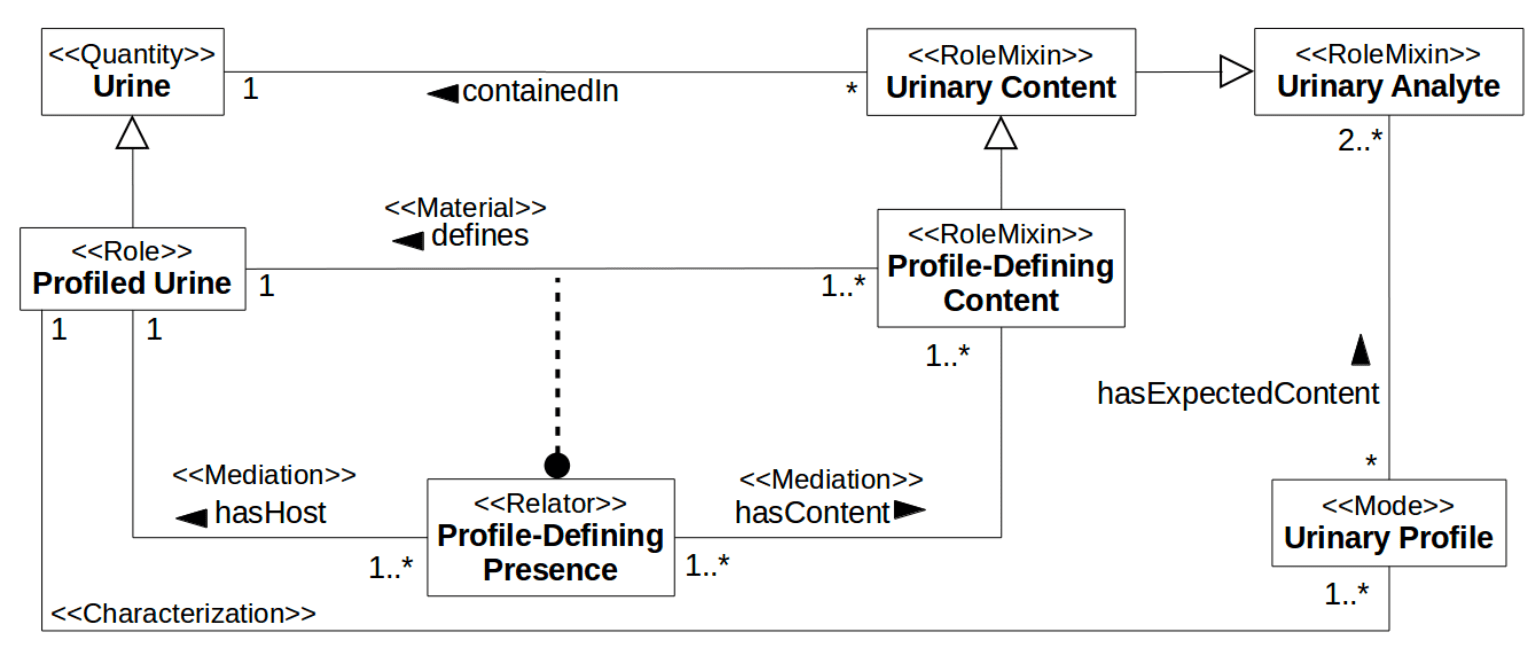 <<Quantity>>
Urine
1
◄containedIn
*
<<RoleMixin>>
Urinary Content
<<RoleMixin>>
Urinary Analyte
2..*
<<Role>>
Profiled Urine
1
<<Material>>
◄ defines
1..*
<<RoleMixin>>
Profile-Defining
Content
1
1
1..*
▲
hasExpectedContent
*
<<Mediation>>
◄ hasHost
1..*
<<Relator>>
Profile-Defining
Presence
<<Mediation>>
hasContent►
1..*
<<Mode>>
Urinary Profile
1..*
<<Characterization>>